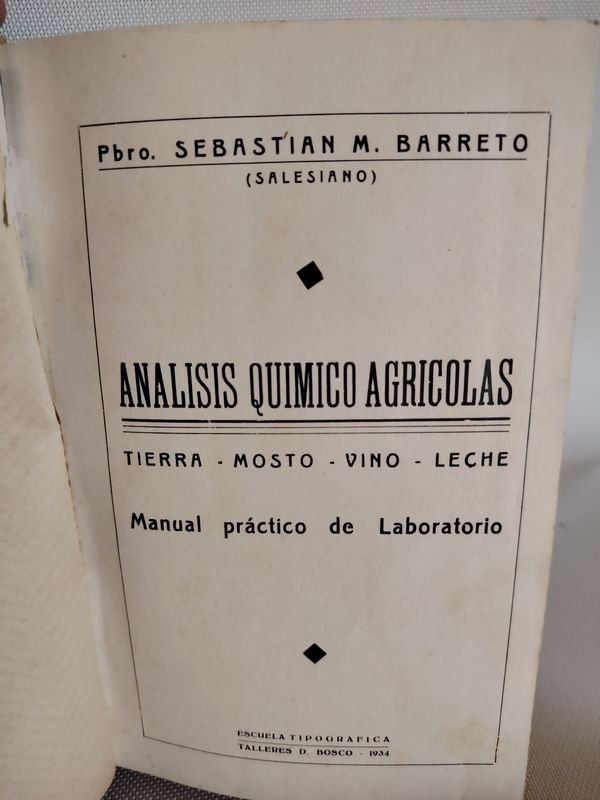 Pbro. SEBASTIAN M. BARRETO
(SALESIANO)
ANALISIS QUIMICO AGRICOLAS
TIERRA - MOSTO - VINO - LECHE
Manual práctico de Laboratorio
ESCUELA TIPOGRAFICA
TALLERES D. BOSCO - 1934